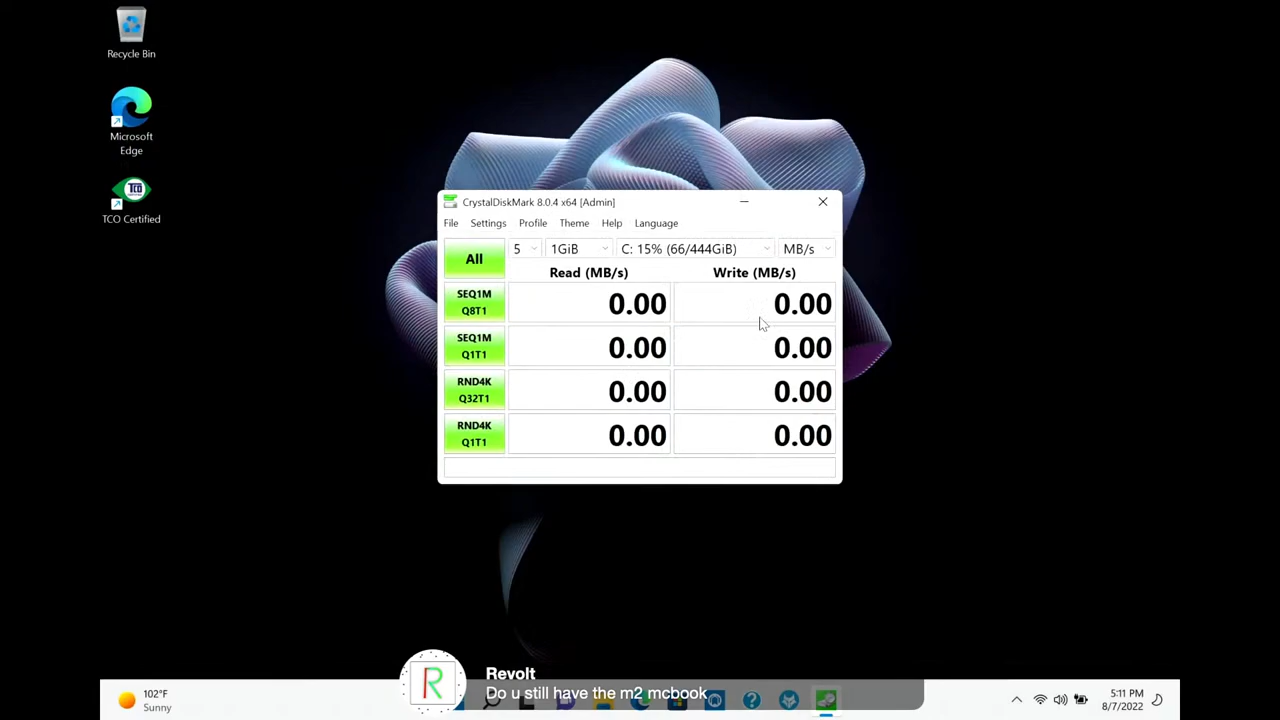 Recycle Bin
Microsoft
Edge
TCO
TCO Certified
CrystalDiskMark 8.0.4 x64 [Admin]
File Settings Profile Theme Help Language
All 5 1GiB C: 15% (66/444GiB) MB/s
Read (MB/s) Write (MB/s)
SEQ1M
Q8T1
0.00 0.00
SEQ1M
Q1T1
0.00 0.00
RND4K
Q32T1
0.00 0.00
RND4K
Q1T1
0.00 0.00
R
Revolt
Do u still have the m2 mcbook
102°F
Sunny
5:11 PM
8/7/2022